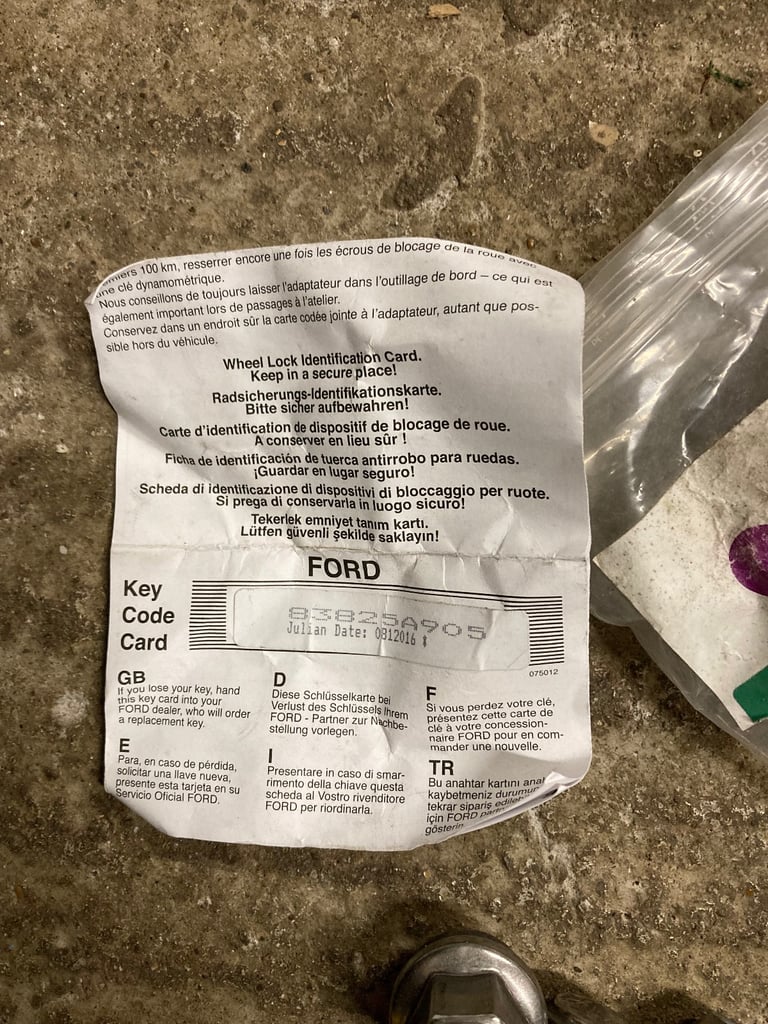 miers 100 km, resserrer encore une fois les écrous de blocage de la roue avec
une clé dynamométrique.
Nous conseillons de toujours laisser l'adaptateur dans l'outillage de bord – ce qui est
également important lors de passages à l'atelier.
Conservez dans un endroit sûr la carte codée jointe à l'adaptateur, autant que pos-
sible hors du véhicule.
Wheel Lock Identification Card.
Keep in a secure place!
Radsicherungs-Identifikationskarte.
Bitte sicher aufbewahren!
Carte d'identification de dispositif de blocage de roue.
A conserver en lieu sûr !
Ficha de identificación de tuerca antirrobo para ruedas.
¡Guardar en lugar seguro!
Scheda di identificazione di dispositivi di bloccaggio per ruote.
Si prega di conservarla in luogo sicuro!
Tekerlek emniyet tanım kartı.
Lütfen güvenli şekilde saklayın!
FORD
Key
Code
Card
83825A905
Julian Date: 0812016
075012
GB
If you lose your key, hand
this key card into your
FORD dealer, who will order
a replacement key.
D
Diese Schlüsselkarte bei
Verlust des Schlüssels Ihrem
FORD - Partner zur Nachbe-
stellung vorlegen.
F
Si vous perdez votre clé,
présentez cette carte de
clé à votre concession-
naire FORD pour en com-
mander une nouvelle.
E
Para, en caso de pérdida,
solicitar una llave nueva,
presente esta tarjeta en su
Servicio Oficial FORD.
I
Presentare in caso di smar-
rimento della chiave questa
scheda al Vostro rivenditore
FORD per riordinarla.
TR
Bu anahtar kartını
kaybetmeniz
tekrar sipariş
için FORD
gösterin